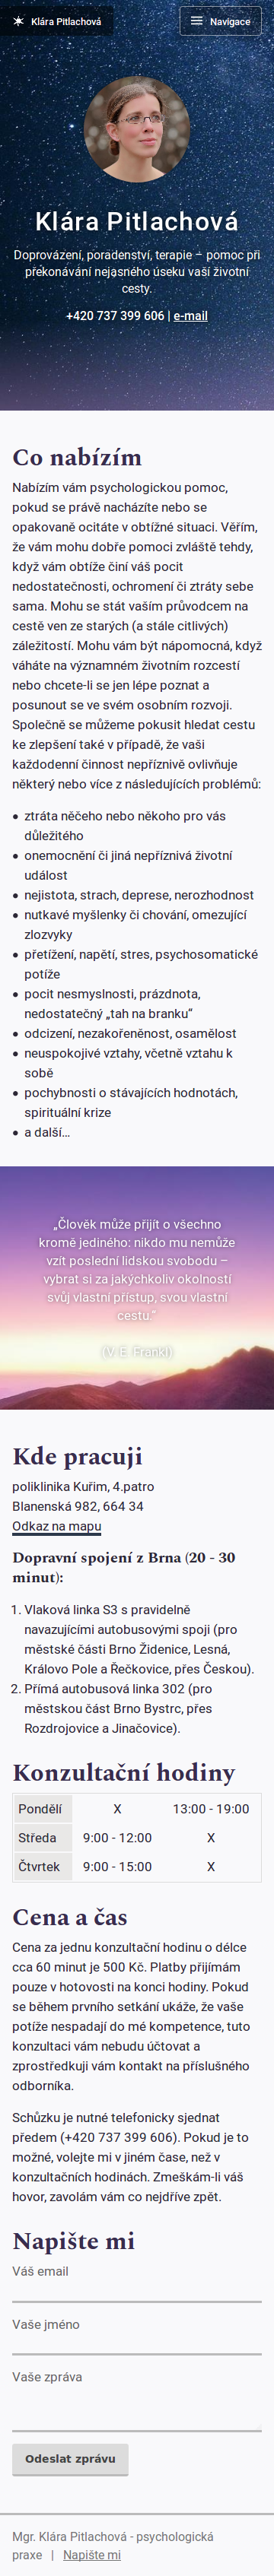 Klára Pitlachová
Navigace
Klára Pitlachová
Doprovázení, poradenství, terapie – pomoc při
překonávání nejasného úseku vaší životní
cesty.
+420 737 399 606 | e-mail
Co nabízím
Nabízím vám psychologickou pomoc,
pokud se právě nacházíte nebo se
opakovaně ocitáte v obtížné situaci. Věřím,
že vám mohu dobře pomoci zvláště tehdy,
když vám obtíže činí váš pocit
nedostatečnosti, ochromení či ztráty sebe
sama. Mohu se stát vaším průvodcem na
cestě ven ze starých (a stále citlivých)
záležitostí. Mohu vám být nápomocná, když
váháte na významném životním rozcestí
nebo chcete-li se jen lépe poznat a
posunout se ve svém osobním rozvoji.
Společně se můžeme pokusit hledat cestu
ke zlepšení také v případě, že vaši
každodenní činnost nepříznivě ovlivňuje
některý nebo více z následujících problémů:
• ztráta něčeho nebo někoho pro vás
důležitého
• onemocnění či jiná nepříznivá životní
událost
• nejistota, strach, deprese, nerozhodnost
• nutkavé myšlenky či chování, omezující
zlozvyky
• přetížení, napětí, stres, psychosomatické
potíže
• pocit nesmyslnosti, prázdnota,
nedostatečný „tah na branku“
• odcizení, nezakořeněnost, osamělost
• neuspokojivé vztahy, včetně vztahu k
sobě
• pochybnosti o stávajících hodnotách,
spirituální krize
• a další…
„Člověk může přijít o všechno
kromě jediného: nikdo mu nemůže
vzít poslední lidskou svobodu –
vybrat si za jakýchkoliv okolností
svůj vlastní přístup, svou vlastní
cestu.“
(V. E. Frankl)
Kde pracuji
poliklinika Kuřim, 4.patro
Blanenská 982, 664 34
Odkaz na mapu
Dopravní spojení z Brna (20 - 30
minut):
1. Vlaková linka S3 s pravidelně
navazujícími autobusovými spoji (pro
městské části Brno Židenice, Lesná,
Královo Pole a Řečkovice, přes Českou).
2. Přímá autobusová linka 302 (pro
městskou část Brno Bystrc, přes
Rozdrojovice a Jinačovice).
Konzultační hodiny
Pondělí X 13:00 - 19:00
Středa 9:00 - 12:00 X
Čtvrtek 9:00 - 15:00 X
Cena a čas
Cena za jednu konzultační hodinu o délce
cca 60 minut je 500 Kč. Platby přijímám
pouze v hotovosti na konci hodiny. Pokud
se během prvního setkání ukáže, že vaše
potíže nespadají do mé kompetence, tuto
konzultaci vám nebudu účtovat a
zprostředkuji vám kontakt na příslušného
odborníka.
Schůzku je nutné telefonicky sjednat
předem (+420 737 399 606). Pokud je to
možné, volejte mi v jiném čase, než v
konzultačních hodinách. Zmeškám-li váš
hovor, zavolám vám co nejdříve zpět.
Napište mi
Váš email
Vaše jméno
Vaše zpráva
Odeslat zprávu
Mgr. Klára Pitlachová - psychologická
praxe | Napište mi